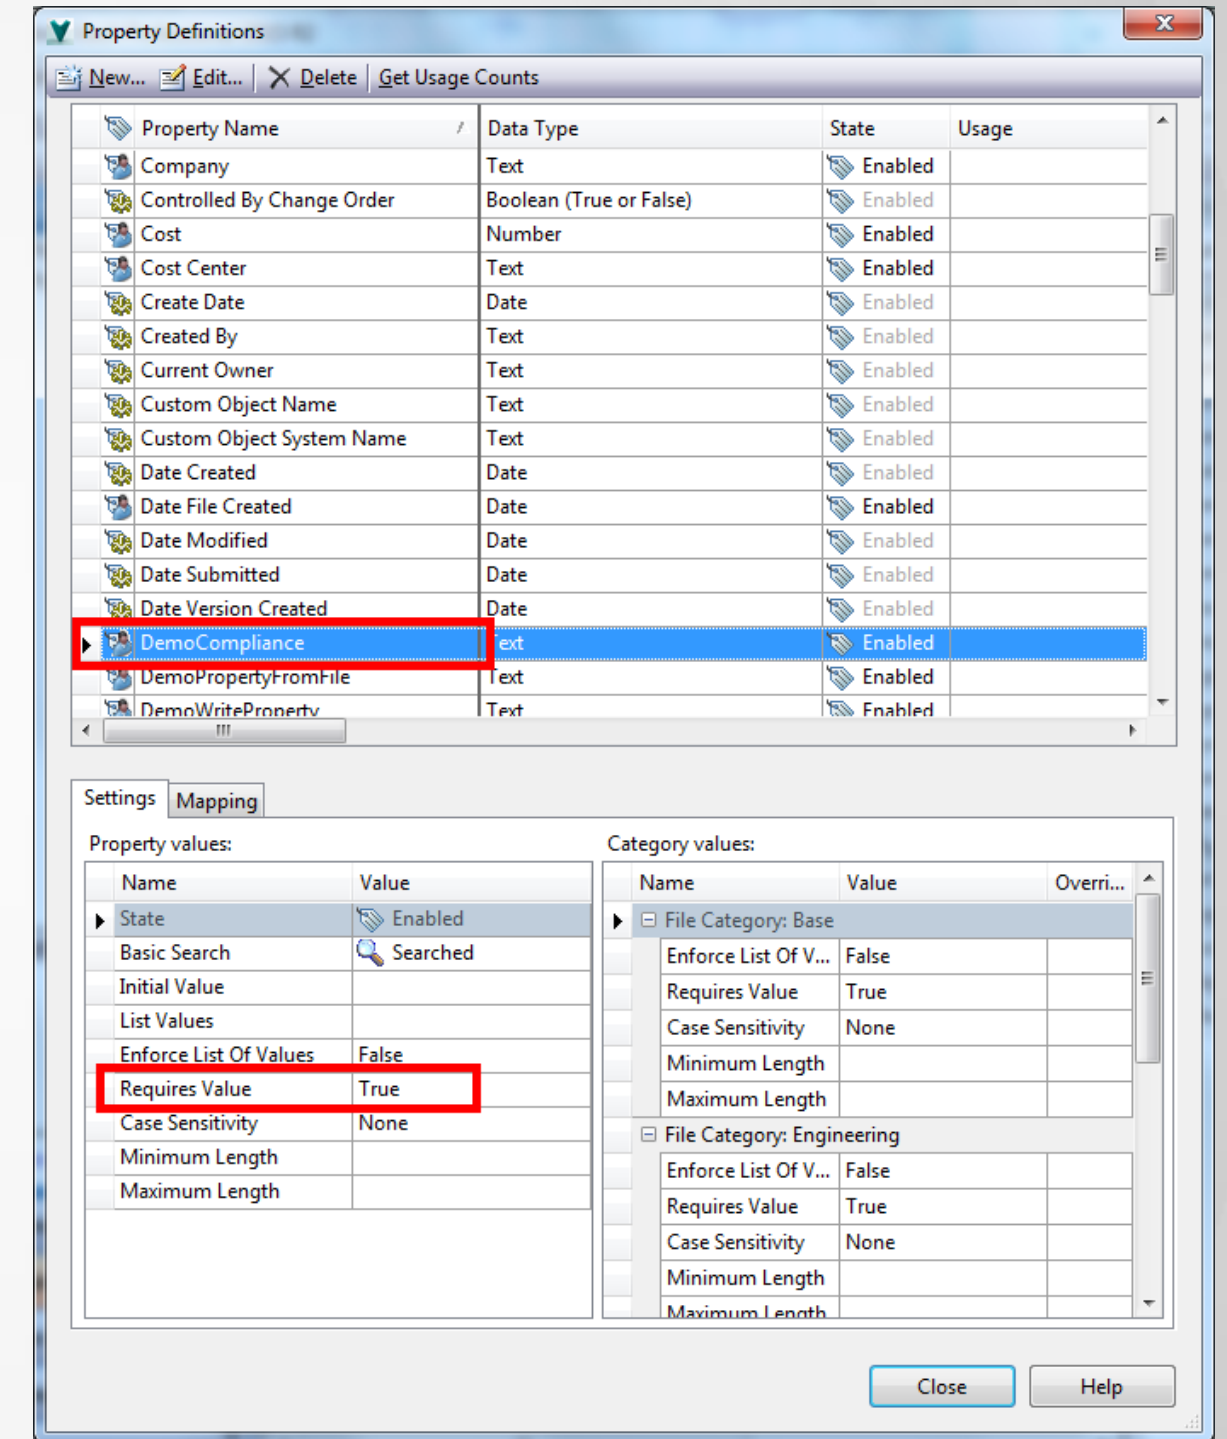 Property Definitions
New... Edit... Delete Get Usage Counts
Property Name Data Type State Usage
Company Text Enabled
Controlled By Change Order Boolean (True or False) Enabled
Cost Number Enabled
Cost Center Text Enabled
Create Date Date Enabled
Created By Text Enabled
Current Owner Text Enabled
Custom Object Name Text Enabled
Custom Object System Name Text Enabled
Date Created Date Enabled
Date File Created Date Enabled
Date Modified Date Enabled
Date Submitted Date Enabled
Date Version Created Date Enabled
DemoCompliance Text Enabled
DemoPropertyFromFile Text Enabled
DemoWriteProperty Text Enabled
Settings Mapping
Property values:
Name Value
State Enabled
Basic Search Searched
Initial Value
List Values
Enforce List Of Values False
Requires Value True
Case Sensitivity None
Minimum Length
Maximum Length
Category values:
Name Value Overri...
File Category: Base
Enforce List Of V... False
Requires Value True
Case Sensitivity None
Minimum Length
Maximum Length
File Category: Engineering
Enforce List Of V... False
Requires Value True
Case Sensitivity None
Minimum Length
Maximum Length
Close Help